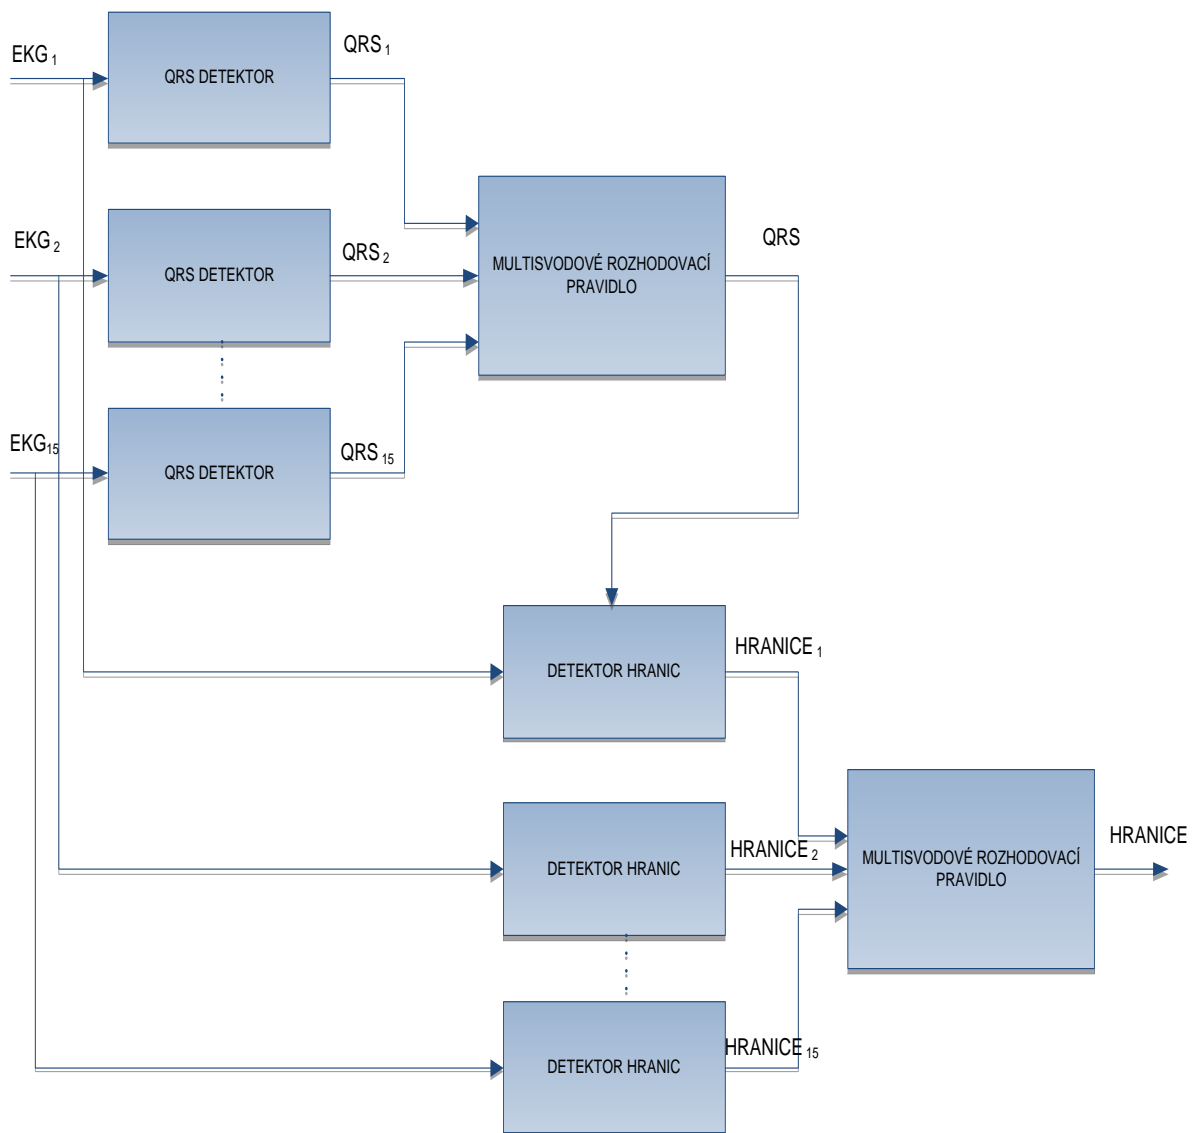 EKG 1
QRS DETEKTOR
QRS 1
EKG 2
QRS DETEKTOR
QRS 2
MULTISVODOVÉ ROZHODOVACÍ
PRAVIDLO
QRS
EKG15
QRS DETEKTOR
QRS 15
DETEKTOR HRANIC
HRANICE 1
DETEKTOR HRANIC
HRANICE 2
MULTISVODOVÉ ROZHODOVACÍ
PRAVIDLO
HRANICE
DETEKTOR HRANIC
HRANICE 15